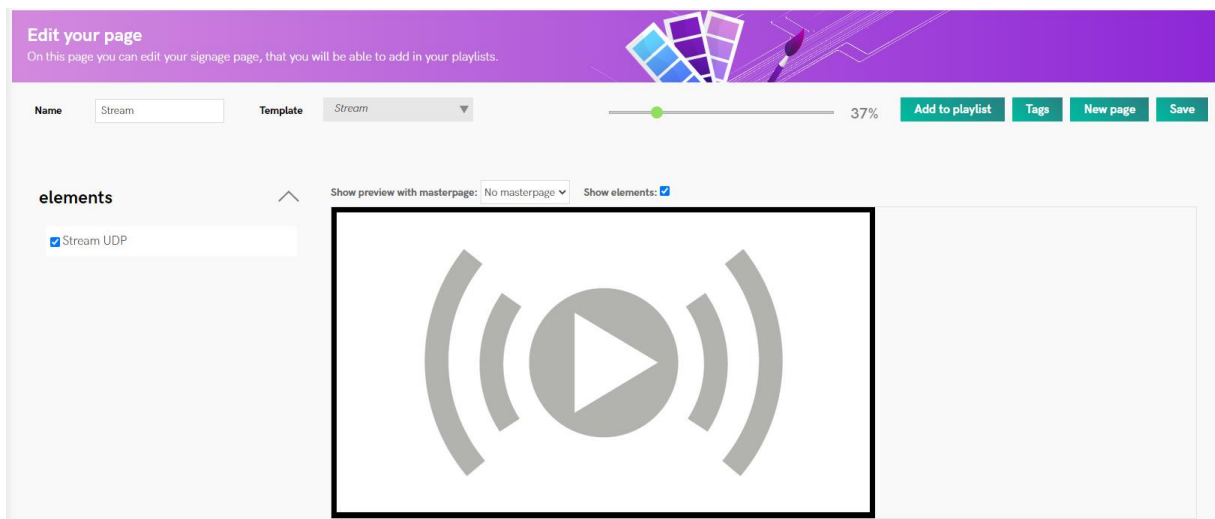 Edit your page
On this page you can edit your signage page, that you will be able to add in your playlists.
Name Stream Template Stream 37% Add to playlist Tags New page Save
elements
Show preview with masterpage: No masterpage Show elements:
Stream UDP